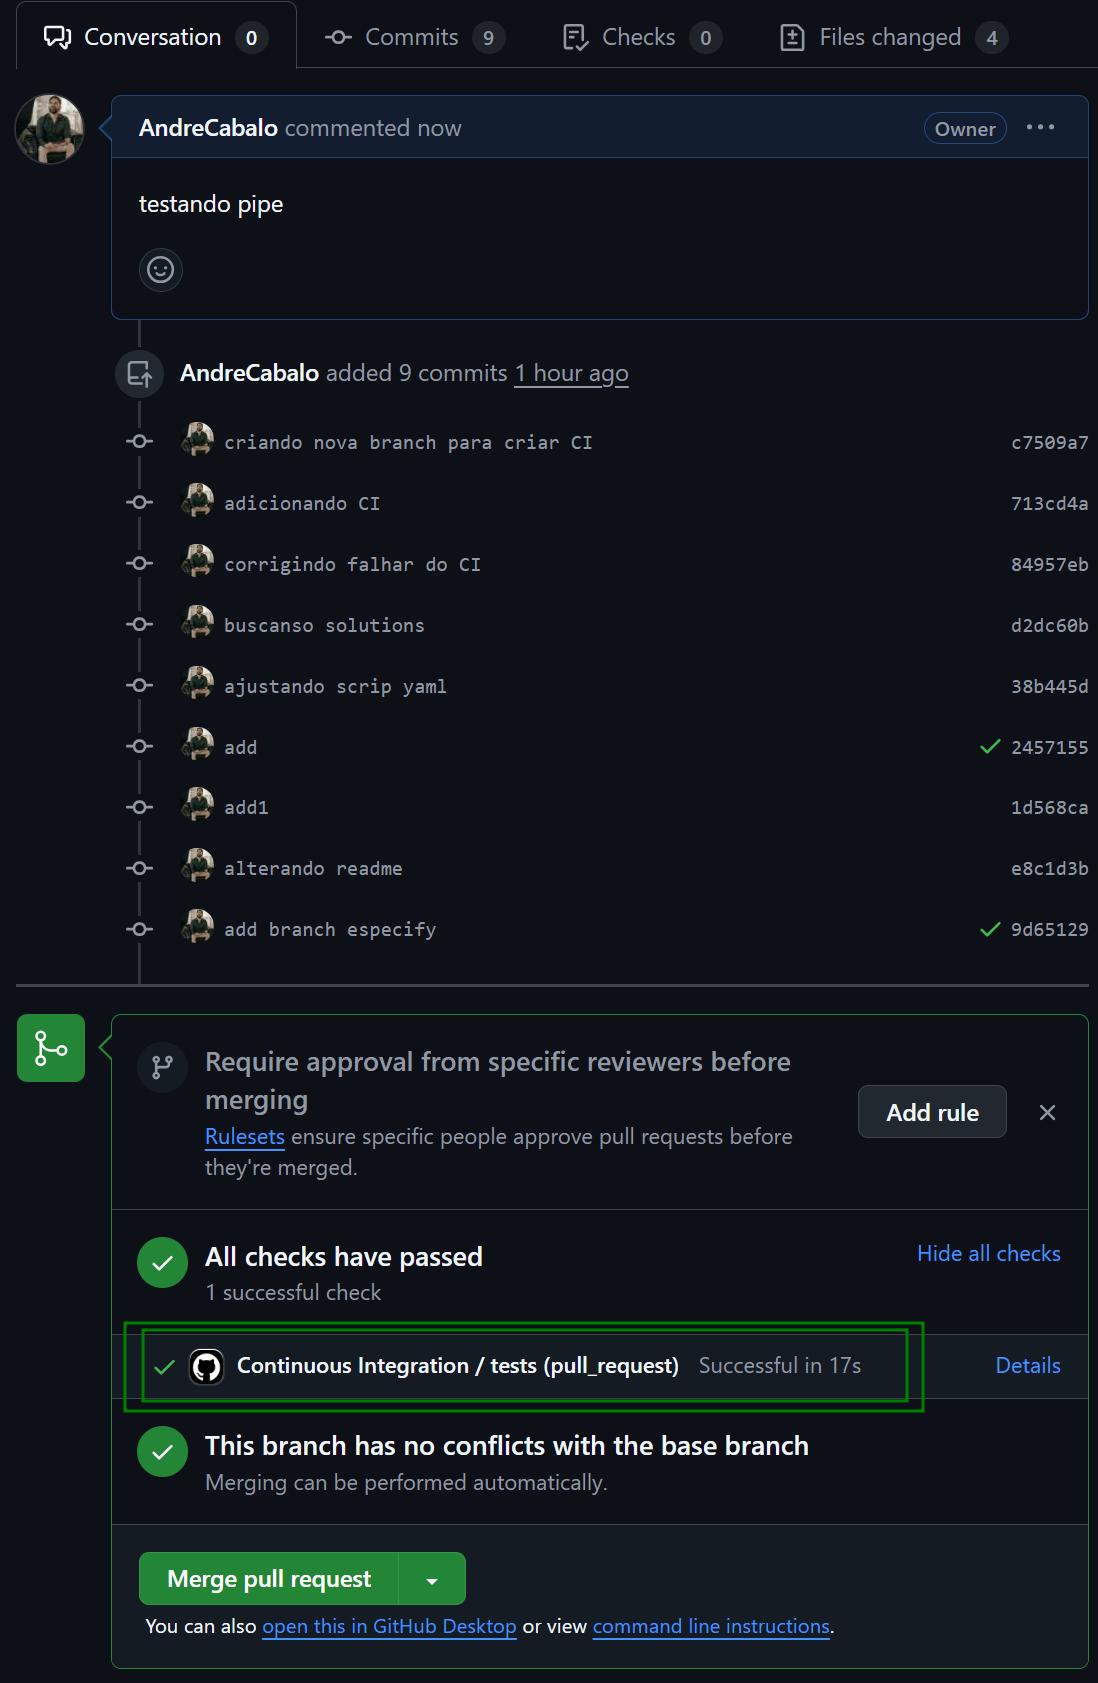 Conversation 0 Commits 9 Checks 0 Files changed 4
AndreCabalo commented now Owner
testando pipe
AndreCabalo added 9 commits 1 hour ago
criando nova branch para criar CI c7509a7
adicionando CI 713cd4a
corrigindo falhar do CI 84957eb
buscanso solutions d2dc60b
ajustando scrip yaml 38b445d
add 2457155
add1 1d568ca
alterando readme e8c1d3b
add branch especify 9d65129
Require approval from specific reviewers before
merging
Rulesets ensure specific people approve pull requests before
they're merged.
Add rule
All checks have passed
Hide all checks
1 successful check
Continuous Integration / tests (pull_request) Successful in 17s Details
This branch has no conflicts with the base branch
Merging can be performed automatically.
Merge pull request
You can also open this in GitHub Desktop or view command line instructions.